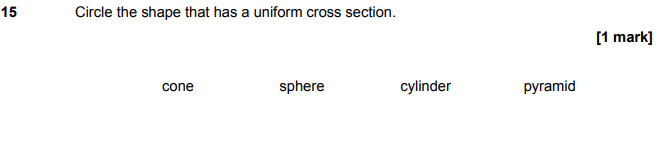 15 Circle the shape that has a uniform cross section.
[1 mark]
cone sphere cylinder pyramid